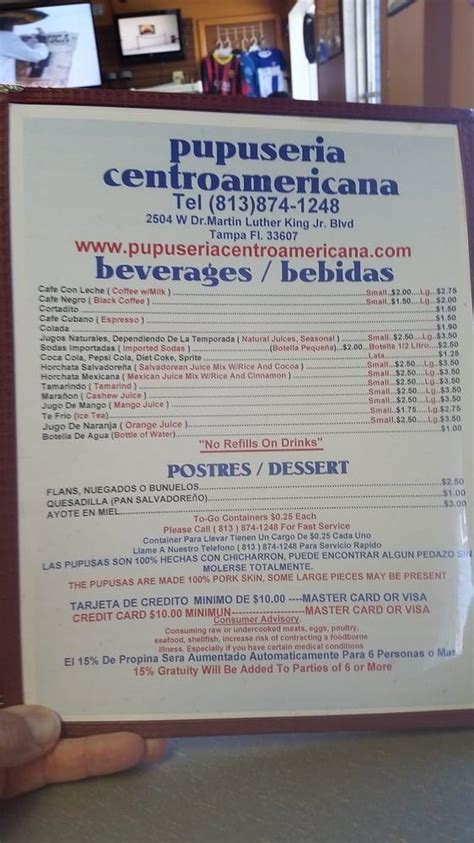 pupuseria
centroamericana
Tel (813)874-1248
2504 W Dr.Martin Luther King Jr. Blvd
Tampa Fl. 33607
www.pupuseriacentroamericana.com
beverages / bebidas
Cafe Con Leche ( Coffee w/Milk ) Small..$2.00....Lg...$2.75
Cafe Negro ( Black Coffee ) Small..$1.50....Lg...$2.00
Cortadito $1.60
Cafe Cubano ( Espresso ) $1.50
Colada $1.90
Jugos Naturales, Dependiendo De La Temporada ( Natural Juices, Seasonal ) Small..$2.50....Lg...$3.50
Sodas Importadas ( Imported Sodas ) (Botella Pequeña)...$2.00...Botella 1/2 Litro...$2.50
Coca Cola, Pepsi Cola, Diet Coke, Sprite Lata $1.25
Horchata Salvadoreña ( Salvadorean Juice Mix W/Rice And Cocoa ) Small..$2.50....Lg...$3.50
Horchata Mexicana ( Mexican Juice Mix W/Rice And Cinnamon ) Small..$2.50....Lg...$3.50
Tamarindo ( Tamarind ) Small..$2.50....Lg...$3.50
Marañon ( Cashew Juice ) Small..$2.50....Lg...$3.50
Jugo De Mango ( Mango Juice ) Small..$2.50....Lg...$3.50
Te Frio (Ice Tea) Small..$1.75....Lg...$2.75
Jugo De Naranja ( Orange Juice ) Small..$2.50....Lg...$3.50
Botella De Agua (Bottle of Water) $1.00
"No Refills On Drinks"
POSTRES / DESSERT
FLANS, NUEGADOS O BUNUELOS $2.50
QUESADILLA (PAN SALVADOREÑO) $1.00
AYOTE EN MIEL $3.00
To-Go Containers $0.25 Each
Please Call ( 813 ) 874-1248 For Fast Service
Container Para Llevar Tienen Un Cargo De $0.25 Cada Uno
Llame A Nuestro Telefono ( 813 ) 874-1248 Para Servicio Rapido
LAS PUPUSAS SON 100% HECHAS CON CHICHARRON, PUEDE ENCONTRAR ALGUN PEDAZO SIN
MOLERSE TOTALMENTE.
THE PUPUSAS ARE MADE 100% PORK SKIN, SOME LARGE PIECES MAY BE PRESENT
TARJETA DE CREDITO MINIMO DE $10.00 ----MASTER CARD OR VISA
CREDIT CARD $10.00 MINIMUN----MASTER CARD OR VISA
Consumer Advisory
Consuming raw or undercooked meats, eggs, poultry,
seafood, shellfish, increase risk of contracting a foodborne
illness. Especially if you have certain medical conditions
El 15% De Propina Sera Aumentado Automaticamente Para 6 Personas o Mas
15% Gratuity Will Be Added To Parties of 6 or More